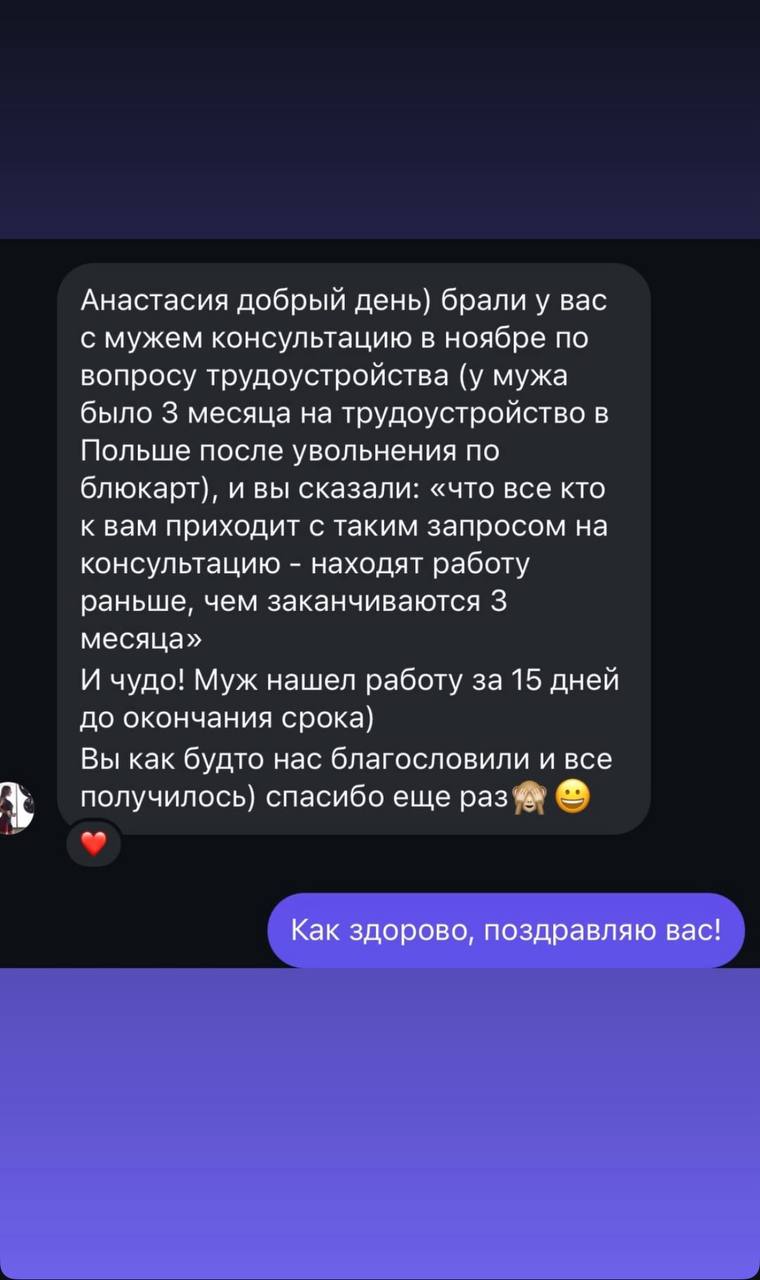 Анастасия добрый день) брали у вас
с мужем консультацию в ноябре по
вопросу трудоустройства (у мужа
было 3 месяца на трудоустройство в
Польше после увольнения по
блюкарт), и вы сказали: «что все кто
к вам приходит с таким запросом на
консультацию - находят работу
раньше, чем заканчиваются 3
месяца»
И чудо! Муж нашел работу за 15 дней
до окончания срока)
Вы как будто нас благословили и все
получилось) спасибо еще раз🙈😀
❤️
Как здорово, поздравляю вас!